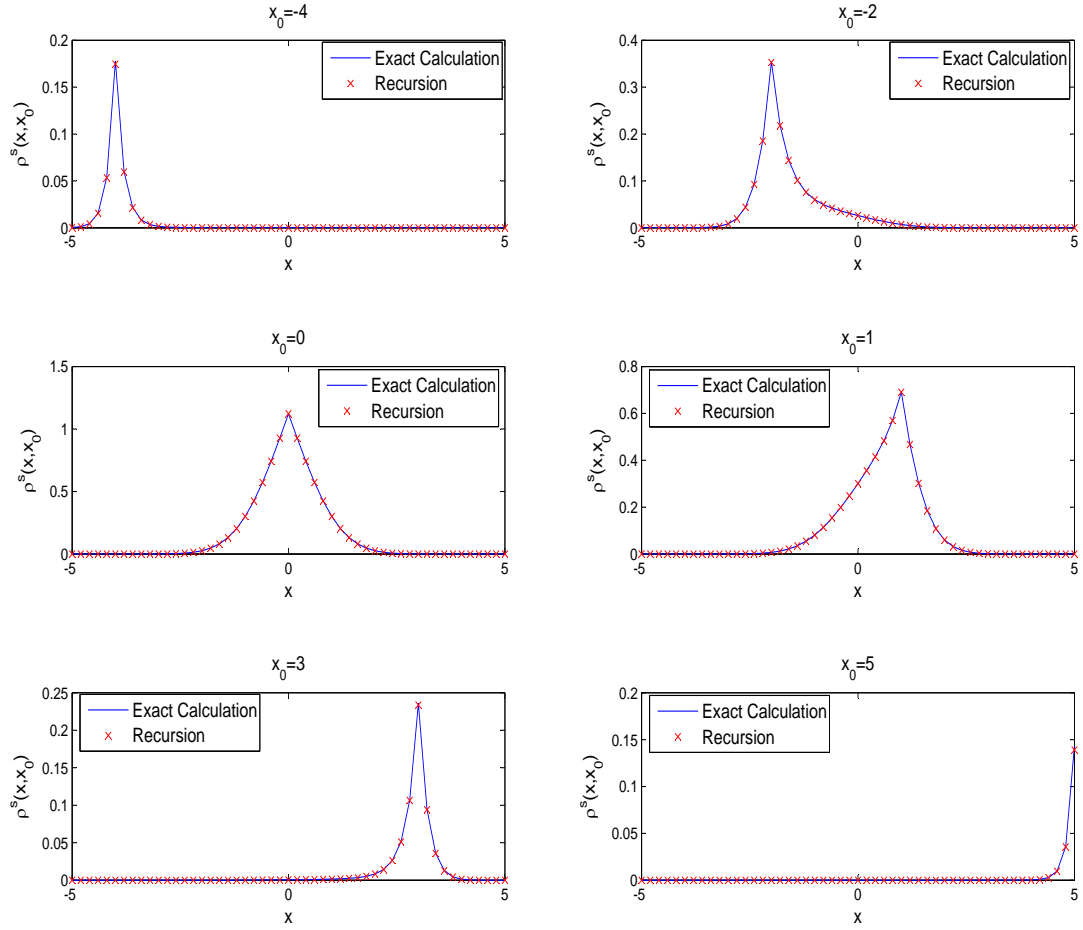 x₀=-4
0.2
0.15
0.1
0.05
0
ρˢ(x,x₀)
Exact Calculation
Recursion
-5
0
5
x
x₀=-2
0.4
0.3
0.2
0.1
0
ρˢ(x,x₀)
Exact Calculation
Recursion
-5
0
5
x
x₀=0
1.5
1
0.5
0
ρˢ(x,x₀)
Exact Calculation
Recursion
-5
0
5
x
x₀=1
0.8
0.6
0.4
0.2
0
ρˢ(x,x₀)
Exact Calculation
Recursion
-5
0
5
x
x₀=3
0.25
0.2
0.15
0.1
0.05
0
ρˢ(x,x₀)
Exact Calculation
Recursion
-5
0
5
x
x₀=5
0.2
0.15
0.1
0.05
0
ρˢ(x,x₀)
Exact Calculation
Recursion
-5
0
5
x